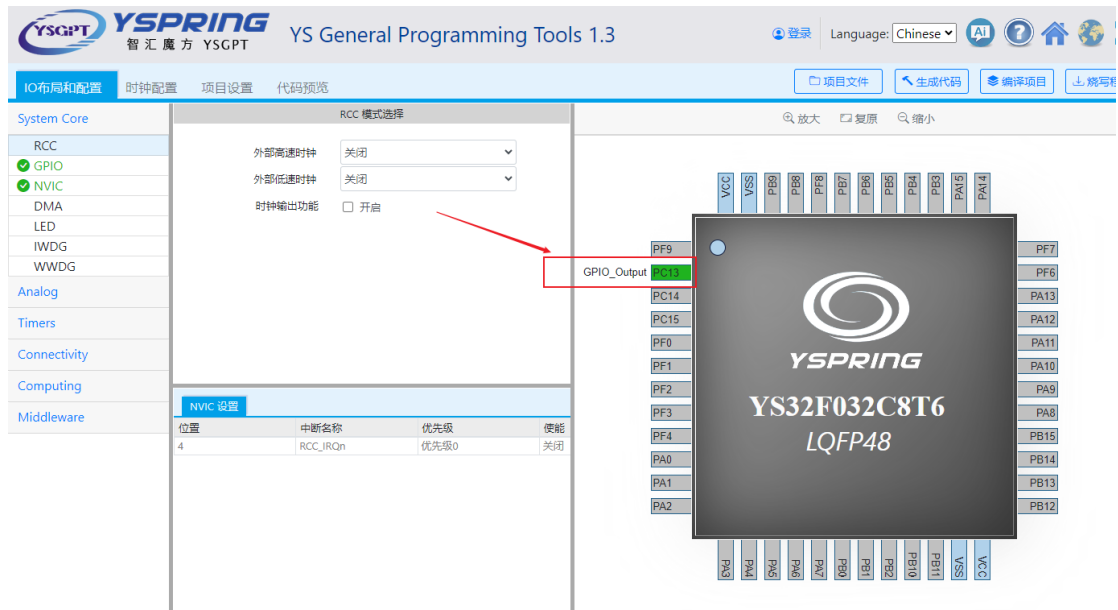 YSGPT
YSPRING
智汇魔方 YSGPT
YS General Programming Tools 1.3
登录
Language: Chinese
Ai
?
IO布局和配置 时钟配置 项目设置 代码预览
项目文件 生成代码 编译项目
System Core
RCC
GPIO
NVIC
DMA
LED
IWDG
WWDG
Analog
Timers
Connectivity
Computing
Middleware
RCC 模式选择
外部高速时钟 关闭
外部低速时钟 关闭
时钟输出功能 开启
NVIC 设置
位置 中断名称 优先级 使能
4 RCC_IRQn 优先级0 关闭
放大 复原 缩小
VCC VSS PB9 PB8 PF8 PB7 PB6 PB5 PB4 PB3 PA15 PA14
PF9
GPIO_Output PC13
PC14
PC15
PF0
PF1
PF2
PF3
PF4
PA0
PA1
PA2
YSPRING
YS32F032C8T6
LQFP48
PF7
PF6
PA13
PA12
PA11
PA10
PA9
PA8
PB15
PB14
PB13
PB12
PA3 PA4 PA5 PA6 PA7 PB0 PB1 PB2 PB10 PB11 VSS VCC